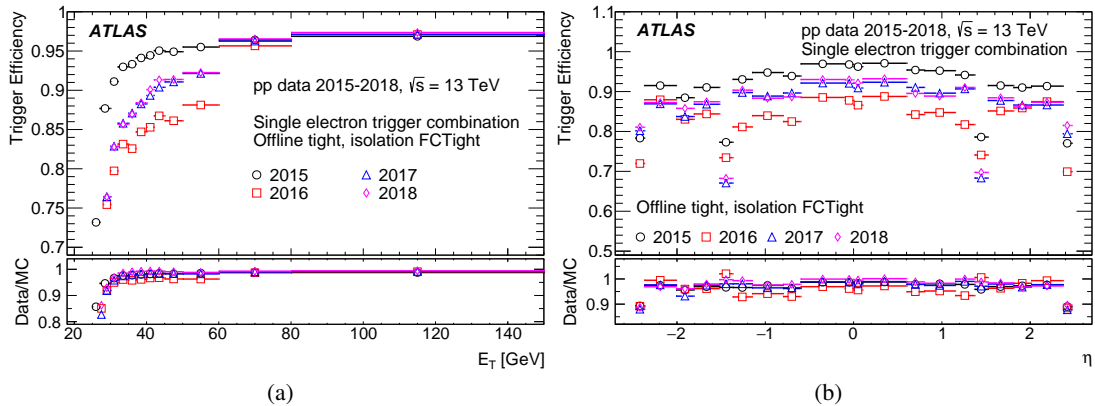 ATLAS
pp data 2015-2018, √s = 13 TeV
Single electron trigger combination
Offline tight, isolation FCTight
2015
2017
2016
2018
Trigger Efficiency
1
0.95
0.9
0.85
0.8
0.75
0.7
Data/MC
1
0.9
0.8
20 40 60 80 100 120 140
E_T [GeV]
(a)
ATLAS
pp data 2015-2018, √s = 13 TeV
Single electron trigger combination
Offline tight, isolation FCTight
2015 2016 2017 2018
Trigger Efficiency
1.1
1
0.9
0.8
0.7
0.6
0.5
Data/MC
1
0.9
−2 −1 0 1 2
η
(b)